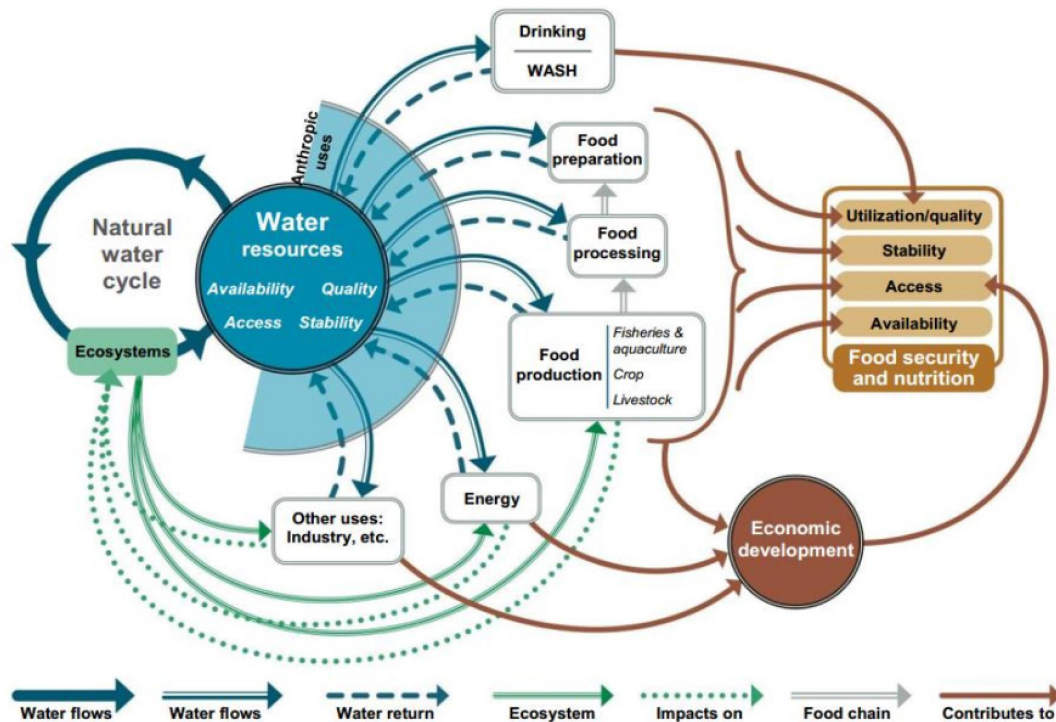 Drinking
WASH
Anthropic
uses
Food
preparation
Natural
water
cycle
Water
resources
Availability Quality
Access Stability
Food
processing
Utilization/quality
Stability
Access
Availability
Food security
and nutrition
Ecosystems
Food
production
Fisheries &
aquaculture
Crop
Livestock
Other uses:
Industry, etc.
Energy
Economic
development
Water flows
Water flows
Water return
Ecosystem
Impacts on
Food chain
Contributes to